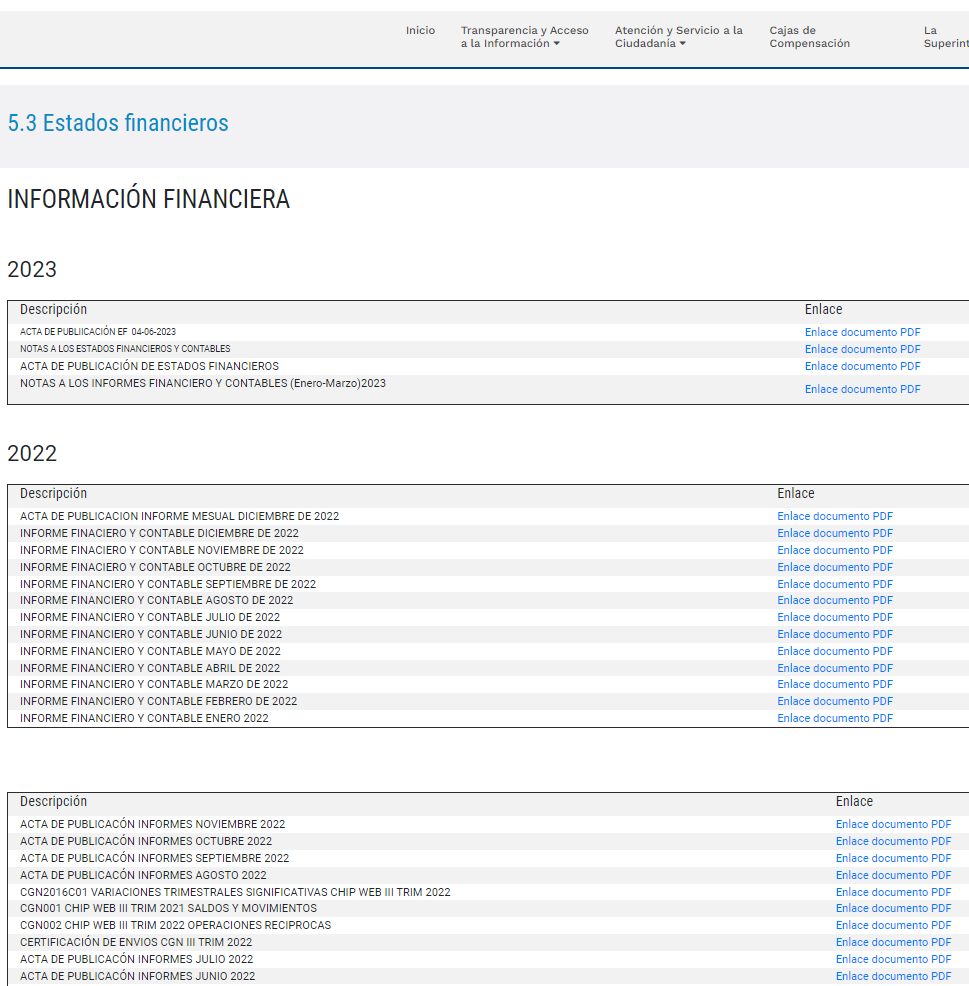 Inicio
Transparencia y Acceso
a la Información
Atención y Servicio a la
Ciudadanía
Cajas de
Compensación
La
Superint
5.3 Estados financieros
INFORMACIÓN FINANCIERA
2023
Descripción Enlace
ACTA DE PUBLIICACIÓN EF 04-06-2023 Enlace documento PDF
NOTAS A LOS ESTADOS FINANCIEROS Y CONTABLES Enlace documento PDF
ACTA DE PUBLICACIÓN DE ESTADOS FINANCIEROS Enlace documento PDF
NOTAS A LOS INFORMES FINANCIERO Y CONTABLES (Enero-Marzo)2023 Enlace documento PDF
2022
Descripción Enlace
ACTA DE PUBLICACION INFORME MESUAL DICIEMBRE DE 2022 Enlace documento PDF
INFORME FINACIERO Y CONTABLE DICIEMBRE DE 2022 Enlace documento PDF
INFORME FINACIERO Y CONTABLE NOVIEMBRE DE 2022 Enlace documento PDF
INFORME FINACIERO Y CONTABLE OCTUBRE DE 2022 Enlace documento PDF
INFORME FINANCIERO Y CONTABLE SEPTIEMBRE DE 2022 Enlace documento PDF
INFORME FINANCIERO Y CONTABLE AGOSTO DE 2022 Enlace documento PDF
INFORME FINANCIERO Y CONTABLE JULIO DE 2022 Enlace documento PDF
INFORME FINANCIERO Y CONTABLE JUNIO DE 2022 Enlace documento PDF
INFORME FINANCIERO Y CONTABLE MAYO DE 2022 Enlace documento PDF
INFORME FINANCIERO Y CONTABLE ABRIL DE 2022 Enlace documento PDF
INFORME FINANCIERO Y CONTABLE MARZO DE 2022 Enlace documento PDF
INFORME FINANCIERO Y CONTABLE FEBRERO DE 2022 Enlace documento PDF
INFORME FINANCIERO Y CONTABLE ENERO 2022 Enlace documento PDF
Descripción Enlace
ACTA DE PUBLICACÓN INFORMES NOVIEMBRE 2022 Enlace documento PDF
ACTA DE PUBLICACÓN INFORMES OCTUBRE 2022 Enlace documento PDF
ACTA DE PUBLICACÓN INFORMES SEPTIEMBRE 2022 Enlace documento PDF
ACTA DE PUBLICACÓN INFORMES AGOSTO 2022 Enlace documento PDF
CGN2016C01 VARIACIONES TRIMESTRALES SIGNIFICATIVAS CHIP WEB III TRIM 2022 Enlace documento PDF
CGN001 CHIP WEB III TRIM 2021 SALDOS Y MOVIMIENTOS Enlace documento PDF
CGN002 CHIP WEB III TRIM 2022 OPERACIONES RECIPROCAS Enlace documento PDF
CERTIFICACIÓN DE ENVIOS CGN III TRIM 2022 Enlace documento PDF
ACTA DE PUBLICACÓN INFORMES JULIO 2022 Enlace documento PDF
ACTA DE PUBLICACÓN INFORMES JUNIO 2022 Enlace documento PDF